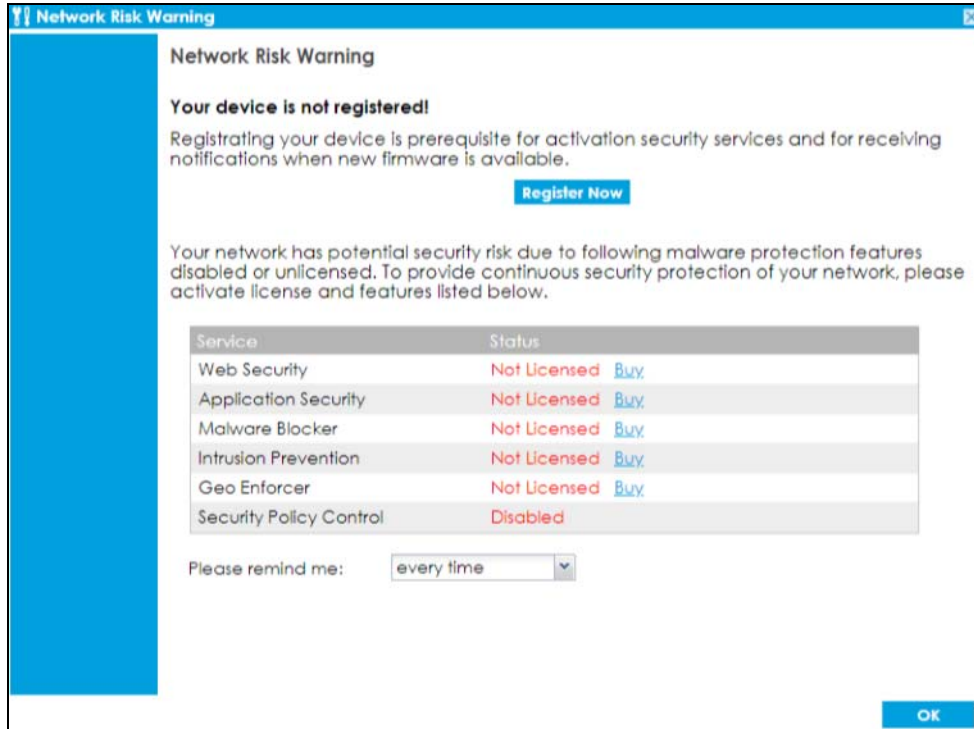 Network Risk Warning
Network Risk Warning
Your device is not registered!
Registrating your device is prerequisite for activation security services and for receiving
notifications when new firmware is available.
Register Now
Your network has potential security risk due to following malware protection features
disabled or unlicensed. To provide continuous security protection of your network, please
activate license and features listed below.
Service Status
Web Security Not Licensed Buy
Application Security Not Licensed Buy
Malware Blocker Not Licensed Buy
Intrusion Prevention Not Licensed Buy
Geo Enforcer Not Licensed Buy
Security Policy Control Disabled
Please remind me: every time
OK